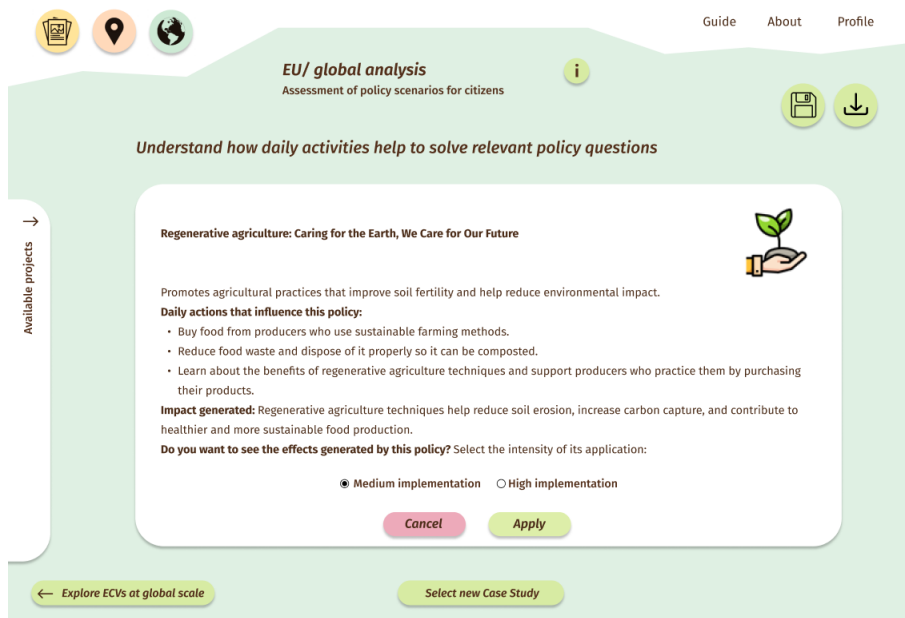 Guide About Profile
EU/ global analysis
i
Assessment of policy scenarios for citizens
Understand how daily activities help to solve relevant policy questions
Available projects
Regenerative agriculture: Caring for the Earth, We Care for Our Future
Promotes agricultural practices that improve soil fertility and help reduce environmental impact.
Daily actions that influence this policy:
• Buy food from producers who use sustainable farming methods.
• Reduce food waste and dispose of it properly so it can be composted.
• Learn about the benefits of regenerative agriculture techniques and support producers who practice them by purchasing
their products.
Impact generated: Regenerative agriculture techniques help reduce soil erosion, increase carbon capture, and contribute to
healthier and more sustainable food production.
Do you want to see the effects generated by this policy? Select the intensity of its application:
Medium implementation High implementation
Cancel Apply
Explore ECVs at global scale Select new Case Study